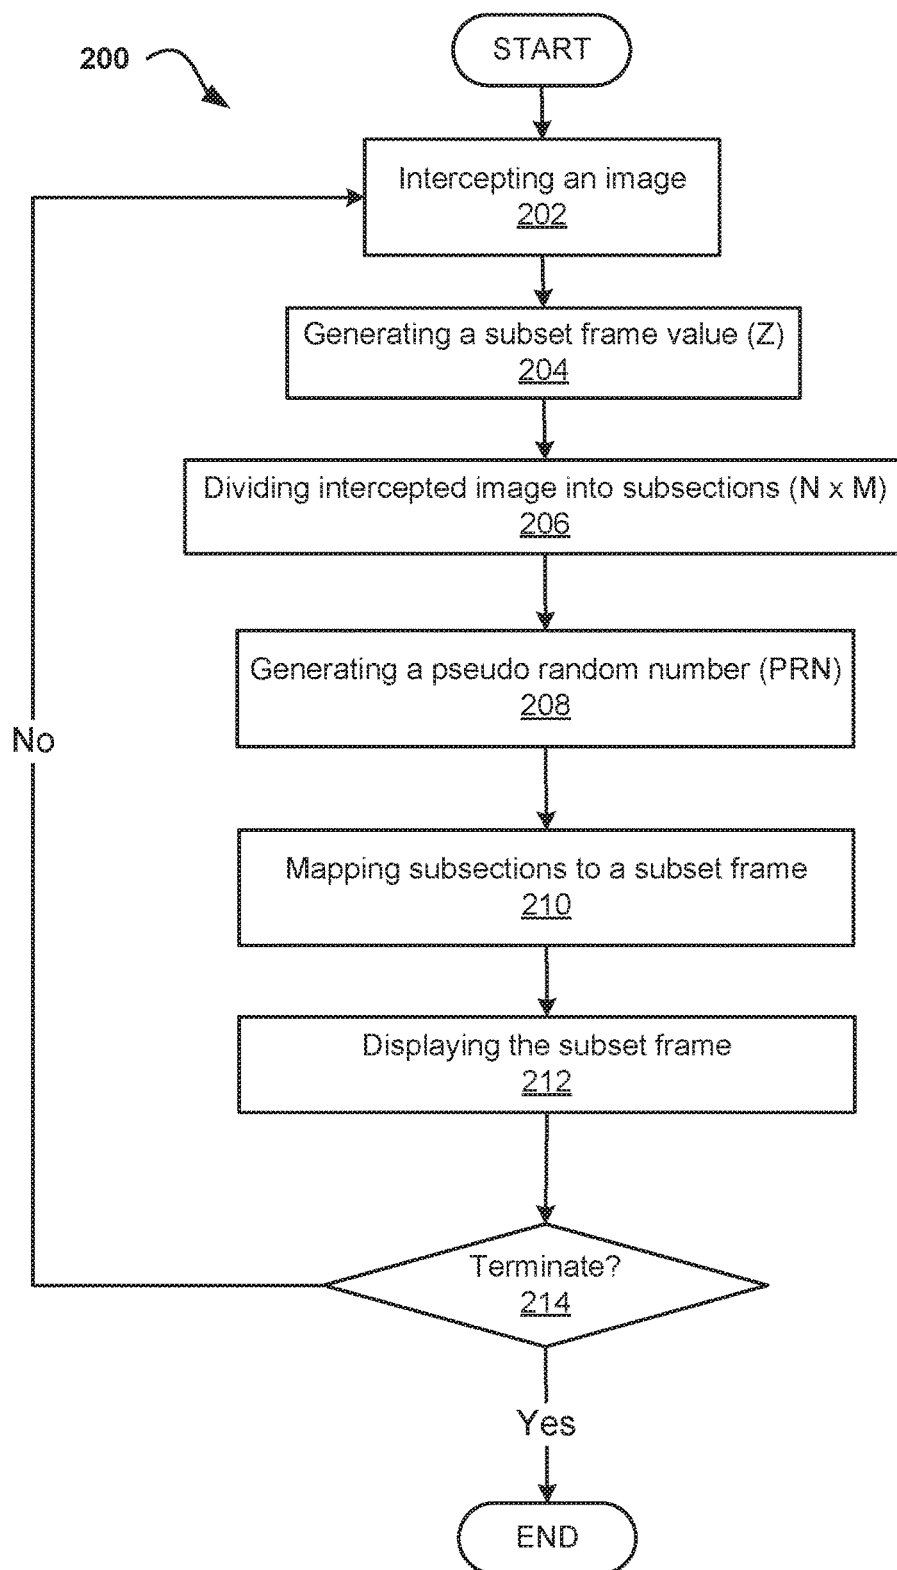 200
START
Intercepting an image
202
Generating a subset frame value (Z)
204
Dividing intercepted image into subsections (N x M)
206
Generating a pseudo random number (PRN)
208
No
Mapping subsections to a subset frame
210
Displaying the subset frame
212
Terminate?
214
Yes
END